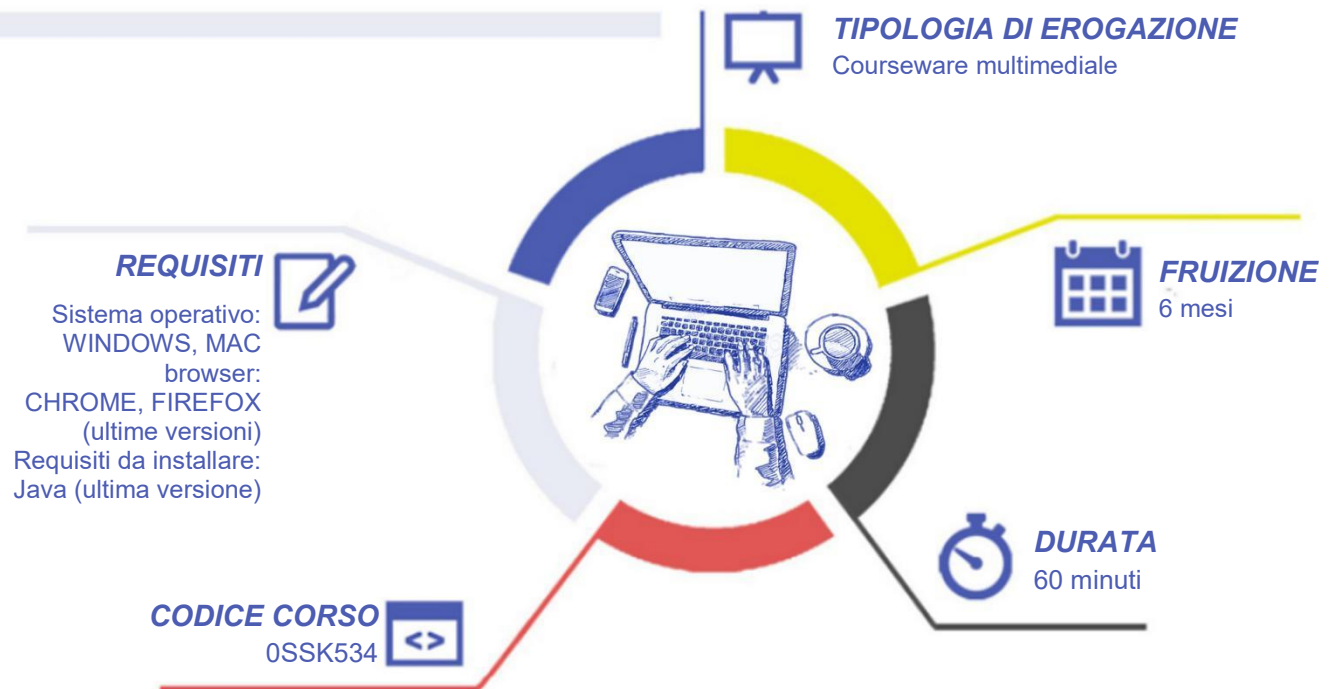 TIPOLOGIA DI EROGAZIONE
Courseware multimediale
REQUISITI
Sistema operativo:
WINDOWS, MAC
browser:
CHROME, FIREFOX
(ultime versioni)
Requisiti da installare:
Java (ultima versione)
FRUIZIONE
6 mesi
DURATA
60 minuti
CODICE CORSO
0SSK534